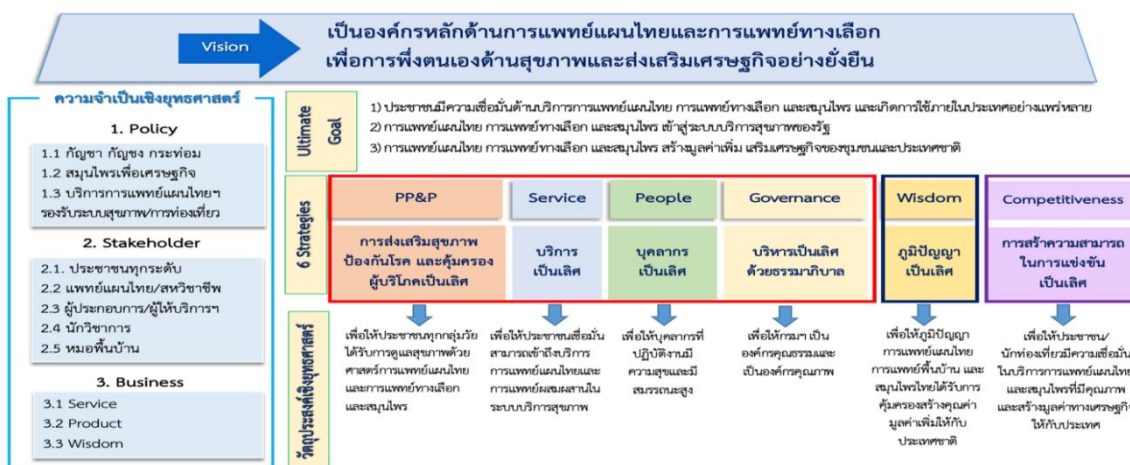 Vision
เป็นองค์กรหลักด้านการแพทย์แผนไทยและการแพทย์ทางเลือก
เพื่อการพึ่งตนเองด้านสุขภาพและส่งเสริมเศรษฐกิจอย่างยั่งยืน
ความจำเป็นเชิงยุทธศาสตร์
1. Policy
1.1 กัญชา กัญชง กระท่อม
1.2 สมุนไพรเพื่อเศรษฐกิจ
1.3 บริการการแพทย์แผนไทยฯ
รองรับระบบสุขภาพ/การท่องเที่ยว
2. Stakeholder
2.1. ประชาชนทุกระดับ
2.2 แพทย์แผนไทย/สหวิชาชีพ
2.3 ผู้ประกอบการ/ผู้ให้บริการฯ
2.4 นักวิชาการ
2.5 หมอพื้นบ้าน
3. Business
3.1 Service
3.2 Product
3.3 Wisdom
Ultimate
Goal
1) ประชาชนมีความเชื่อมั่นด้านบริการการแพทย์แผนไทย การแพทย์ทางเลือก และสมุนไพร และเกิดการใช้ภายในประเทศอย่างแพร่หลาย
2) การแพทย์แผนไทย การแพทย์ทางเลือก และสมุนไพร เข้าสู่ระบบบริการสุขภาพของรัฐ
3) การแพทย์แผนไทย การแพทย์ทางเลือก และสมุนไพร สร้างมูลค่าเพิ่ม เสริมเศรษฐกิจของชุมชนและประเทศชาติ
6 Strategies
PP&P
การส่งเสริมสุขภาพ
ป้องกันโรค และคุ้มครอง
ผู้บริโภคเป็นเลิศ
Service
บริการ
เป็นเลิศ
People
บุคลากร
เป็นเลิศ
Governance
บริหารเป็นเลิศ
ด้วยธรรมาภิบาล
Wisdom
ภูมิปัญญา
เป็นเลิศ
Competitiveness
การสร้าความสามารถ
ในการแข่งขัน
เป็นเลิศ
วัตถุประสงค์เชิงยุทธศาสตร์
เพื่อให้ประชาชนทุกกลุ่มวัย
ได้รับการดูแลสุขภาพด้วย
ศาสตร์การแพทย์แผนไทย
และการแพทย์ทางเลือก
และสมุนไพร
เพื่อให้ประชาชนเชื่อมั่น
สามารถเข้าถึงบริการ
การแพทย์แผนไทยและ
การแพทย์ผสมผสานใน
ระบบบริการสุขภาพ
เพื่อให้บุคลากรที่
ปฏิบัติงานมี
ความสุขและมี
สมรรถนะสูง
เพื่อให้กรมฯ เป็น
องค์กรคุณธรรมและ
เป็นองค์กรคุณภาพ
เพื่อให้ภูมิปัญญา
การแพทย์แผนไทย
การแพทย์พื้นบ้าน และ
สมุนไพรไทยได้รับการ
คุ้มครองสร้างคุณค่า
มูลค่าเพิ่มให้กับ
ประเทศชาติ
เพื่อให้ประชาชน/
นักท่องเที่ยวมีความเชื่อมั่น
ในบริการการแพทย์แผนไทย
และสมุนไพรที่มีคุณภาพ
และสร้างมูลค่าทางเศรษฐกิจ
ให้กับประเทศ